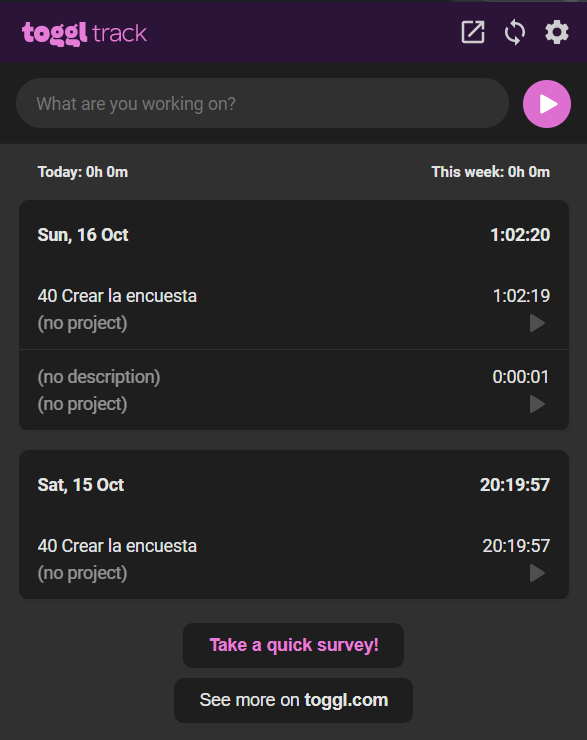 toggl track
What are you working on?
Today: 0h 0m This week: 0h 0m
Sun, 16 Oct 1:02:20
40 Crear la encuesta 1:02:19
(no project)
(no description) 0:00:01
(no project)
Sat, 15 Oct 20:19:57
40 Crear la encuesta 20:19:57
(no project)
Take a quick survey!
See more on toggl.com